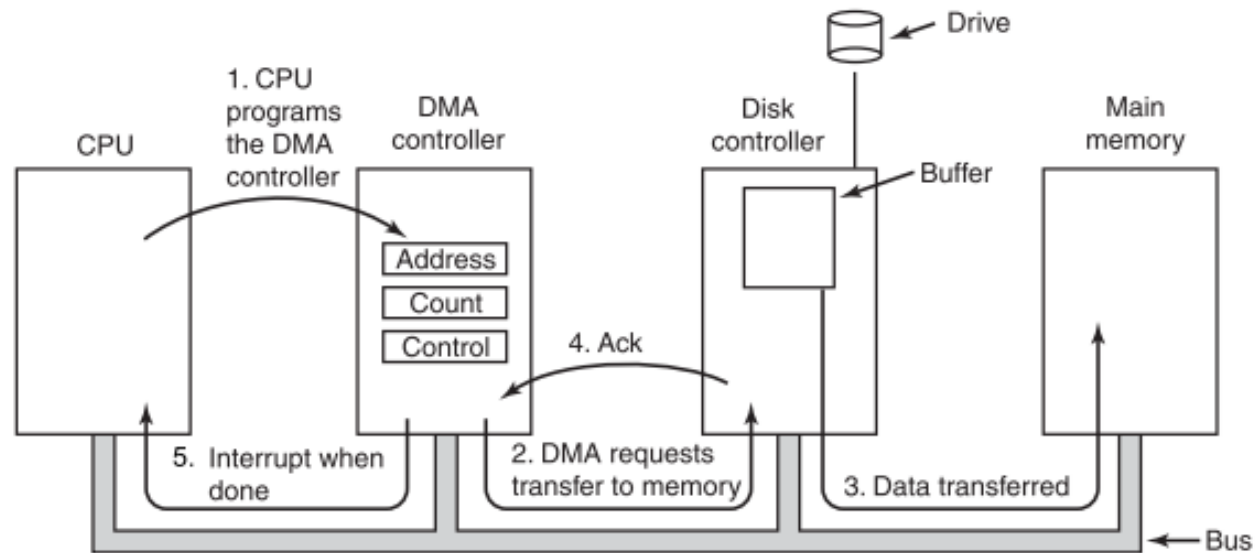 Drive
1. CPU
programs
the DMA
controller
CPU
DMA
controller
Disk
controller
Main
memory
Buffer
Address
Count
Control
4. Ack
5. Interrupt when
done
2. DMA requests
transfer to memory
3. Data transferred
Bus